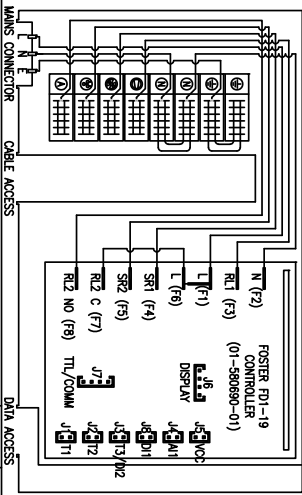 MAINS CONNECTOR
L
N
E
CABLE ACCESS
DATA ACCESS
N
N
N (F2)
RL1 (F3)
L (F1)
L (F6)
SR1 (F4)
SR2 (F5)
RL2 C (F7)
RL2 NO (F8)
FOSTER FD1-19
CONTROLLER
(01-580690-01)
J6
DISPLAY
J7
TTL/COMM
J5 VCC
J4 AI1
J8 DI1
J3 T3/DI2
J2 T2
J1 T1